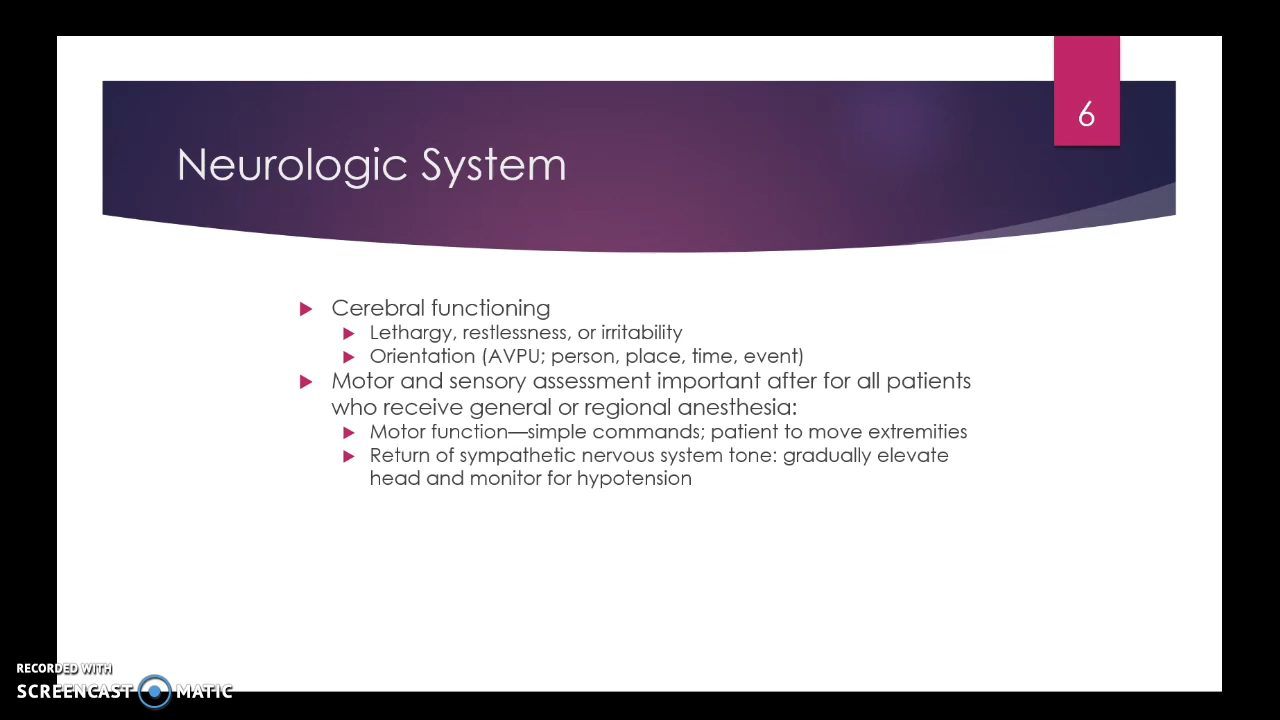 6
Neurologic System
Cerebral functioning
Lethargy, restlessness, or irritability
Orientation (AVPU; person, place, time, event)
Motor and sensory assessment important after for all patients
who receive general or regional anesthesia:
Motor function—simple commands; patient to move extremities
Return of sympathetic nervous system tone: gradually elevate
head and monitor for hypotension
RECORDED WITH
SCREENCAST MATIC